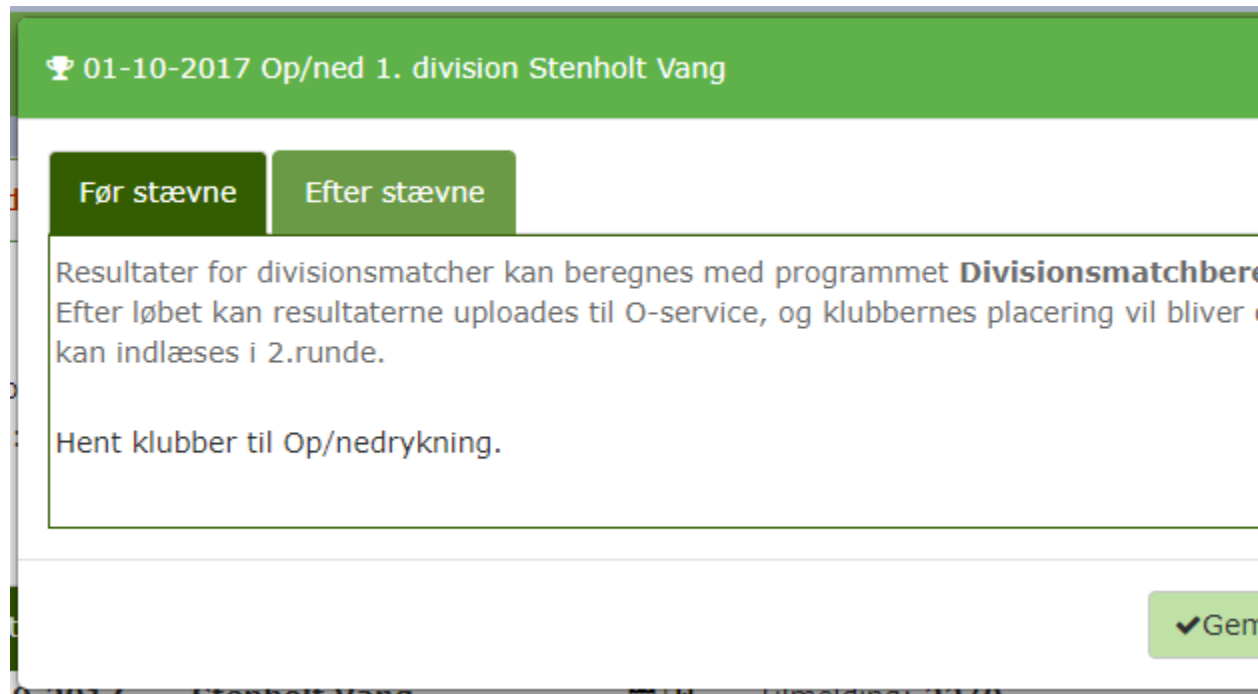 01-10-2017 Op/ned 1. division Stenholt Vang
Før stævne Efter stævne
Resultater for divisionsmatcher kan beregnes med programmet Divisionsmatchbere
Efter løbet kan resultaterne uploades til O-service, og klubbernes placering vil bliver
kan indlæses i 2.runde.
Hent klubber til Op/nedrykning.
Gem